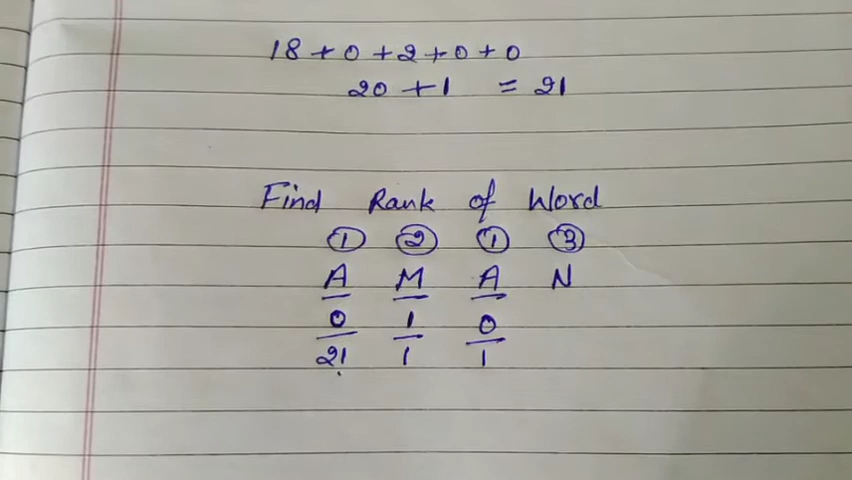 18 + 0 + 2 + 0 + 0
20 + 1 = 21
Find Rank of Word
① ② ① ③
A M A N
0 1 0
21 1 1